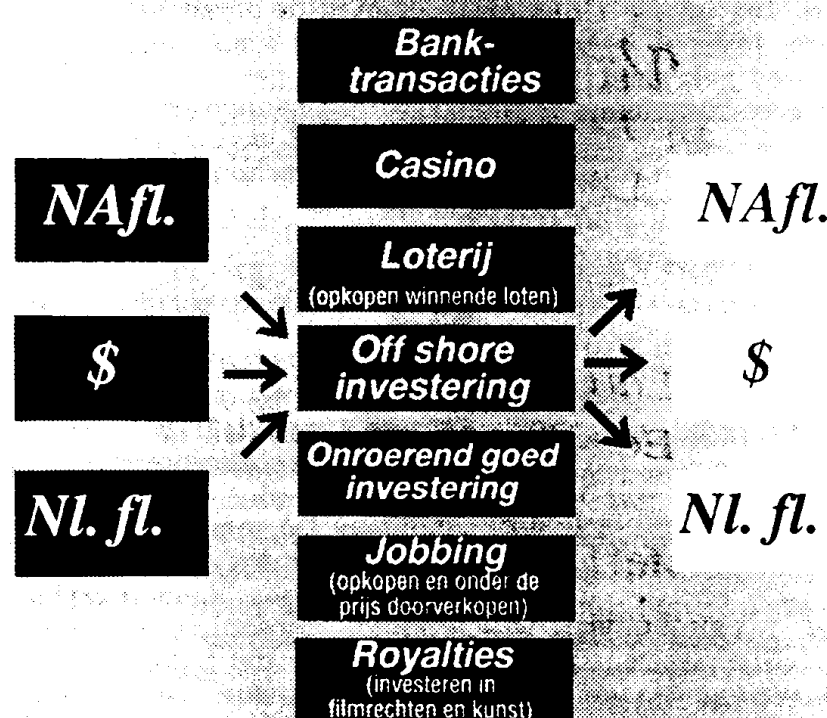 Bank-
transacties
Casino
Loterij
(opkopen winnende loten)
Off shore
investering
Onroerend goed
investering
Jobbing
(opkopen en onder de
prijs doorverkopen)
Royalties
(investeren in
filmrechten en kunst)
NAfl.
$
Nl. fl.
NAfl.
$
Nl. fl.